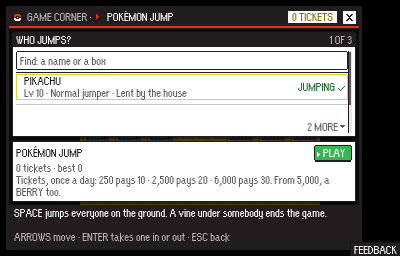 GAME CORNER · POKÉMON JUMP 0 TICKETS X
WHO JUMPS? 1 OF 3
Find: a name or a box
PIKACHU
Lv 10 · Normal jumper · Lent by the house JUMPING ✓
2 MORE
POKÉMON JUMP PLAY
0 tickets · best 0
Tickets, once a day: 250 pays 10 · 2,500 pays 20 · 6,000 pays 30. From 5,000, a
BERRY too.
SPACE jumps everyone on the ground. A vine under somebody ends the game.
ARROWS move · ENTER takes one in or out · ESC back
FEEDBACK